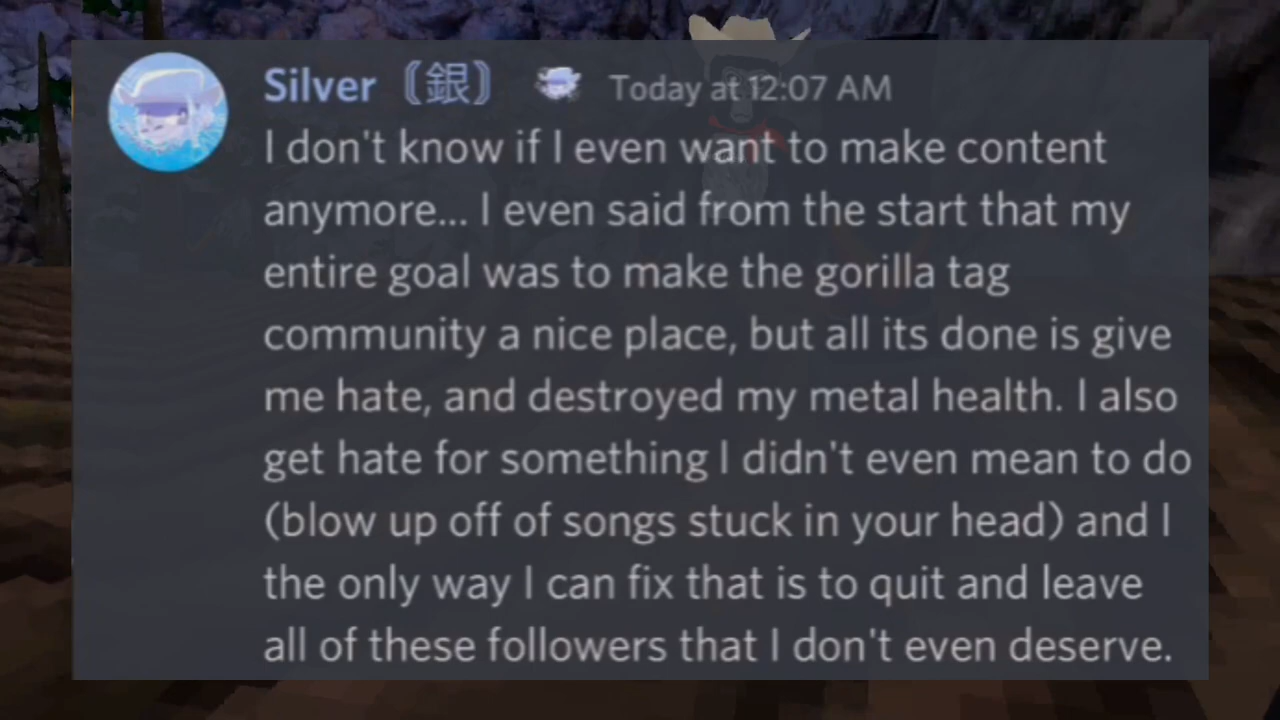 Silver〔銀〕 Today at 12:07 AM
I don't know if I even want to make content
anymore... I even said from the start that my
entire goal was to make the gorilla tag
community a nice place, but all its done is give
me hate, and destroyed my metal health. I also
get hate for something I didn't even mean to do
(blow up off of songs stuck in your head) and I
the only way I can fix that is to quit and leave
all of these followers that I don't even deserve.